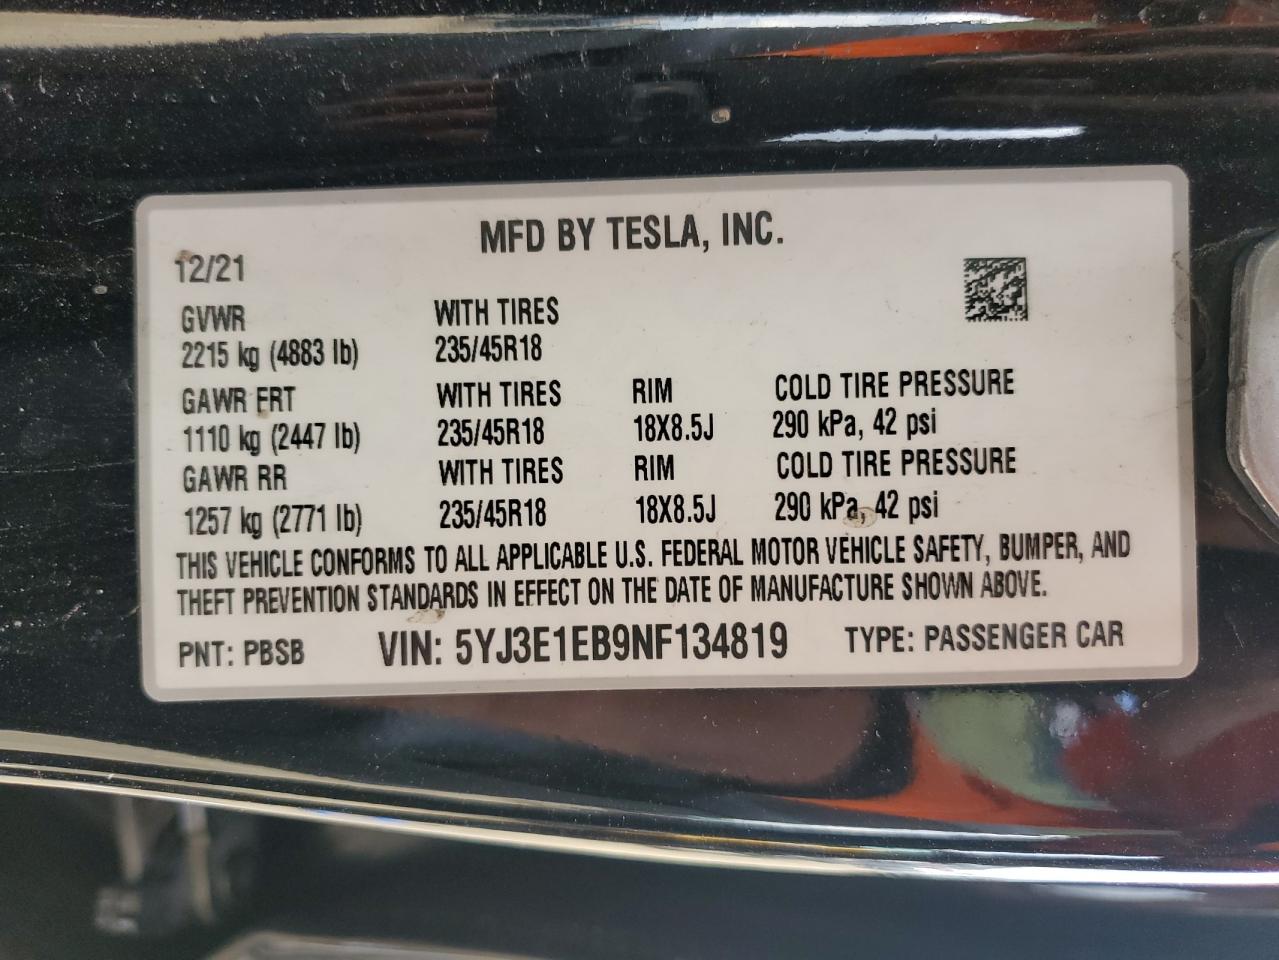 MFD BY TESLA, INC.
12/21
GVWR WITH TIRES
2215 kg (4883 lb) 235/45R18
GAWR FRT WITH TIRES RIM COLD TIRE PRESSURE
1110 kg (2447 lb) 235/45R18 18X8.5J 290 kPa, 42 psi
GAWR RR WITH TIRES RIM COLD TIRE PRESSURE
1257 kg (2771 lb) 235/45R18 18X8.5J 290 kPa, 42 psi
THIS VEHICLE CONFORMS TO ALL APPLICABLE U.S. FEDERAL MOTOR VEHICLE SAFETY, BUMPER, AND
THEFT PREVENTION STANDARDS IN EFFECT ON THE DATE OF MANUFACTURE SHOWN ABOVE.
PNT: PBSB VIN: 5YJ3E1EB9NF134819 TYPE: PASSENGER CAR